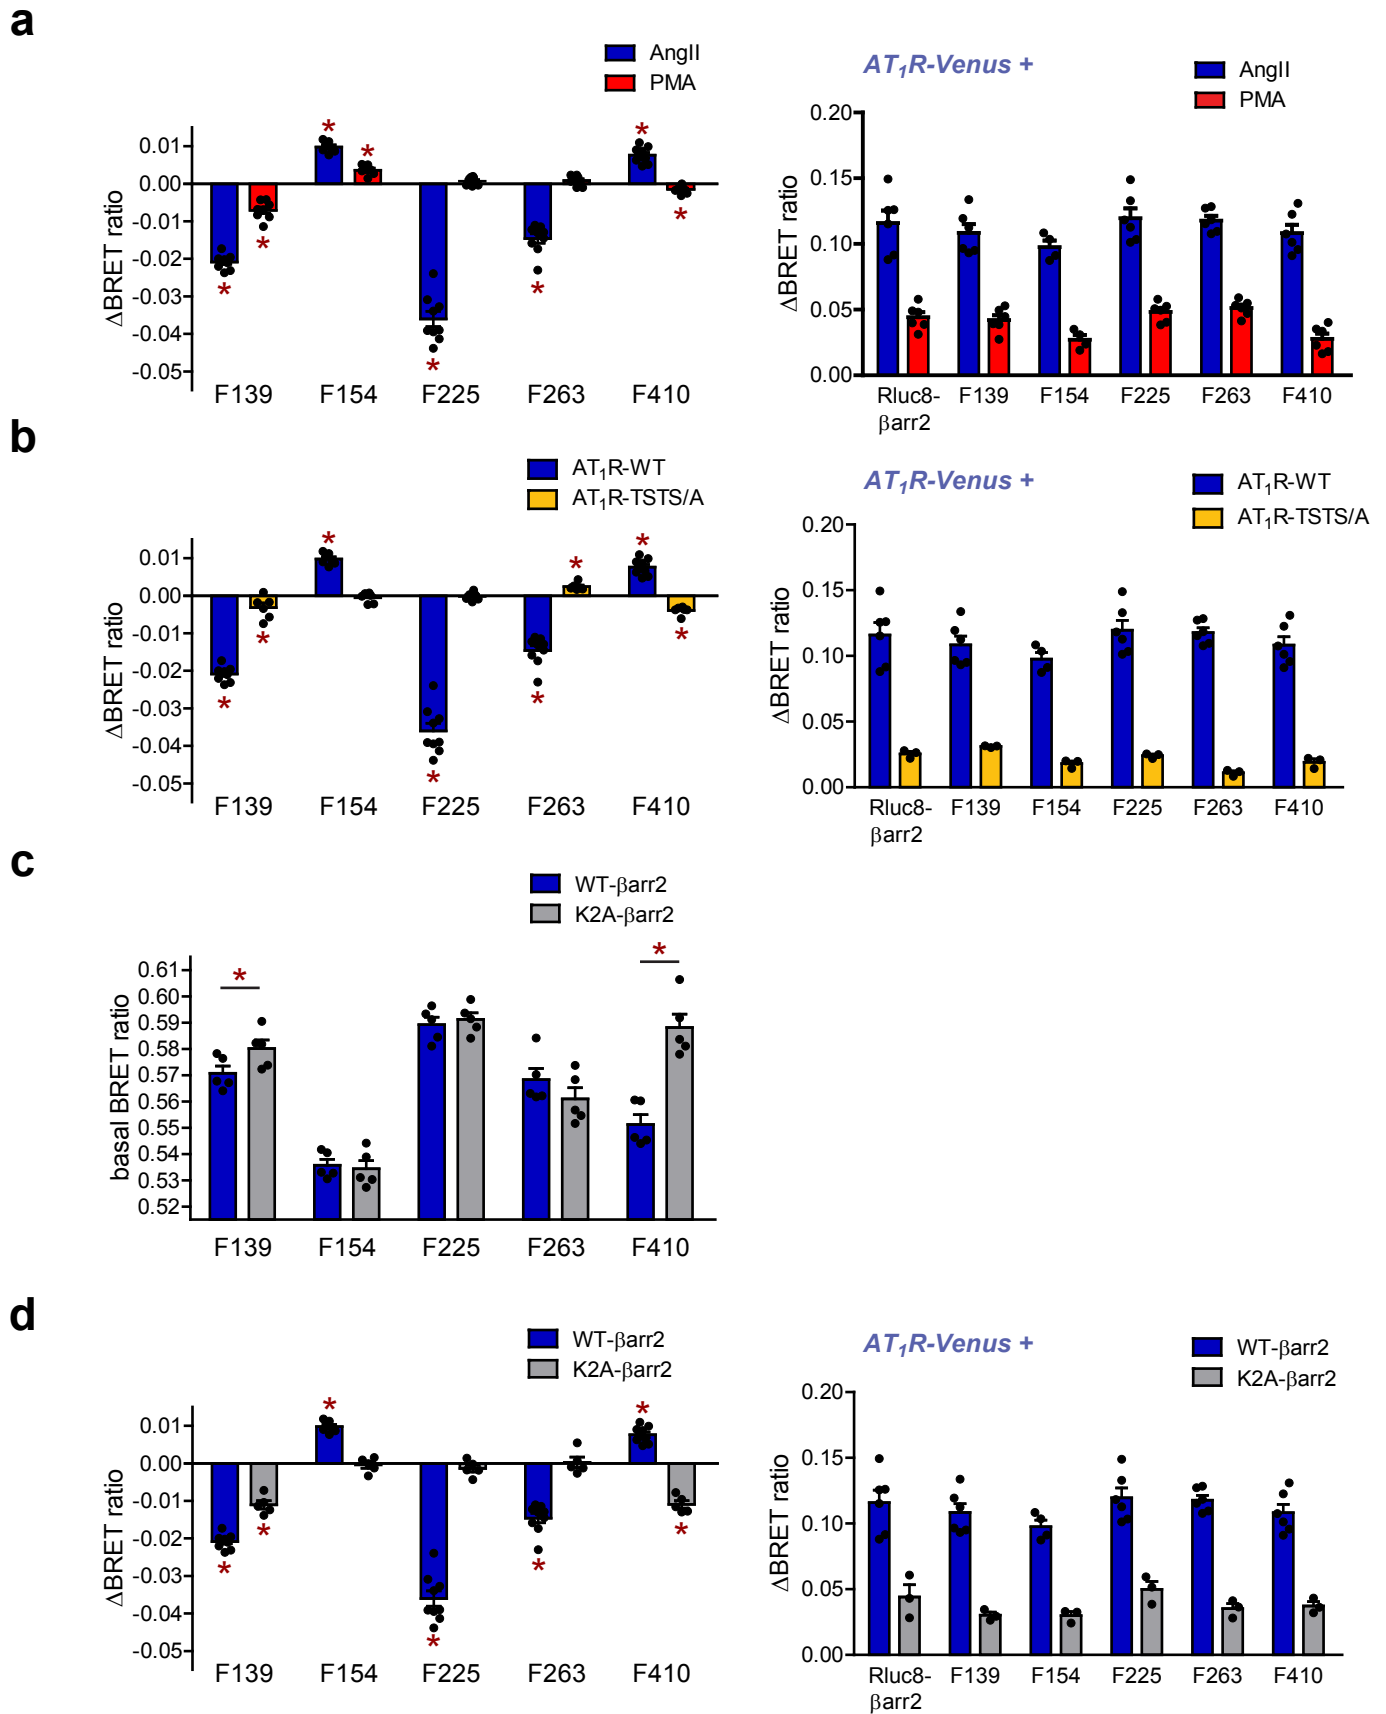 a
AngII
PMA
ΔBRET ratio
0.01
0.00
-0.01
-0.02
-0.03
-0.04
-0.05
* * * * * * * *
F139 F154 F225 F263 F410
AT1R-Venus +
AngII
PMA
ΔBRET ratio
0.20
0.15
0.10
0.05
0.00
Rluc8- F139 F154 F225 F263 F410
βarr2
b
AT1R-WT
AT1R-TSTS/A
ΔBRET ratio
0.01
0.00
-0.01
-0.02
-0.03
-0.04
-0.05
* * * * * * * *
F139 F154 F225 F263 F410
AT1R-Venus +
AT1R-WT
AT1R-TSTS/A
ΔBRET ratio
0.20
0.15
0.10
0.05
0.00
Rluc8- F139 F154 F225 F263 F410
βarr2
c
WT-βarr2
K2A-βarr2
basal BRET ratio
0.61
0.60
0.59
0.58
0.57
0.56
0.55
0.54
0.53
0.52
* *
F139 F154 F225 F263 F410
d
WT-βarr2
K2A-βarr2
ΔBRET ratio
0.01
0.00
-0.01
-0.02
-0.03
-0.04
-0.05
* * * * * * *
F139 F154 F225 F263 F410
AT1R-Venus +
WT-βarr2
K2A-βarr2
ΔBRET ratio
0.20
0.15
0.10
0.05
0.00
Rluc8- F139 F154 F225 F263 F410
βarr2